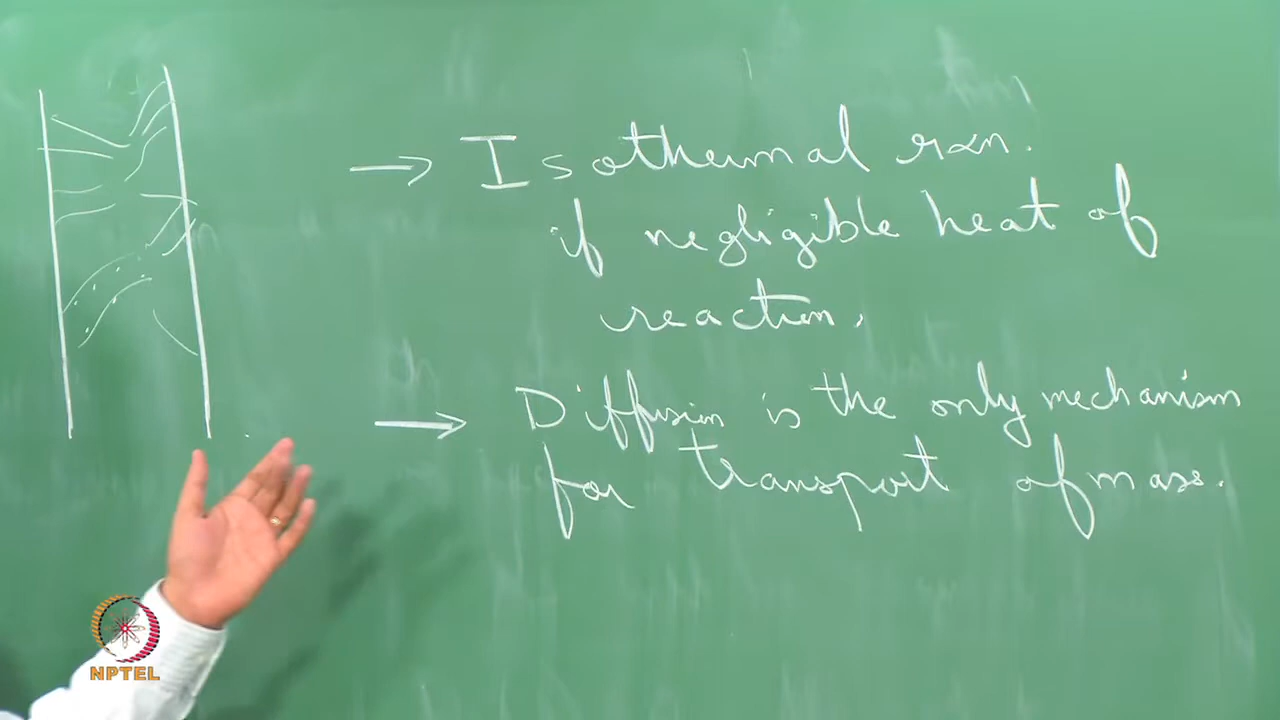 → Isothermal rxn.
if negligible heat of
reaction.
→ Diffusion is the only mechanism
for transport of mass.
NPTEL